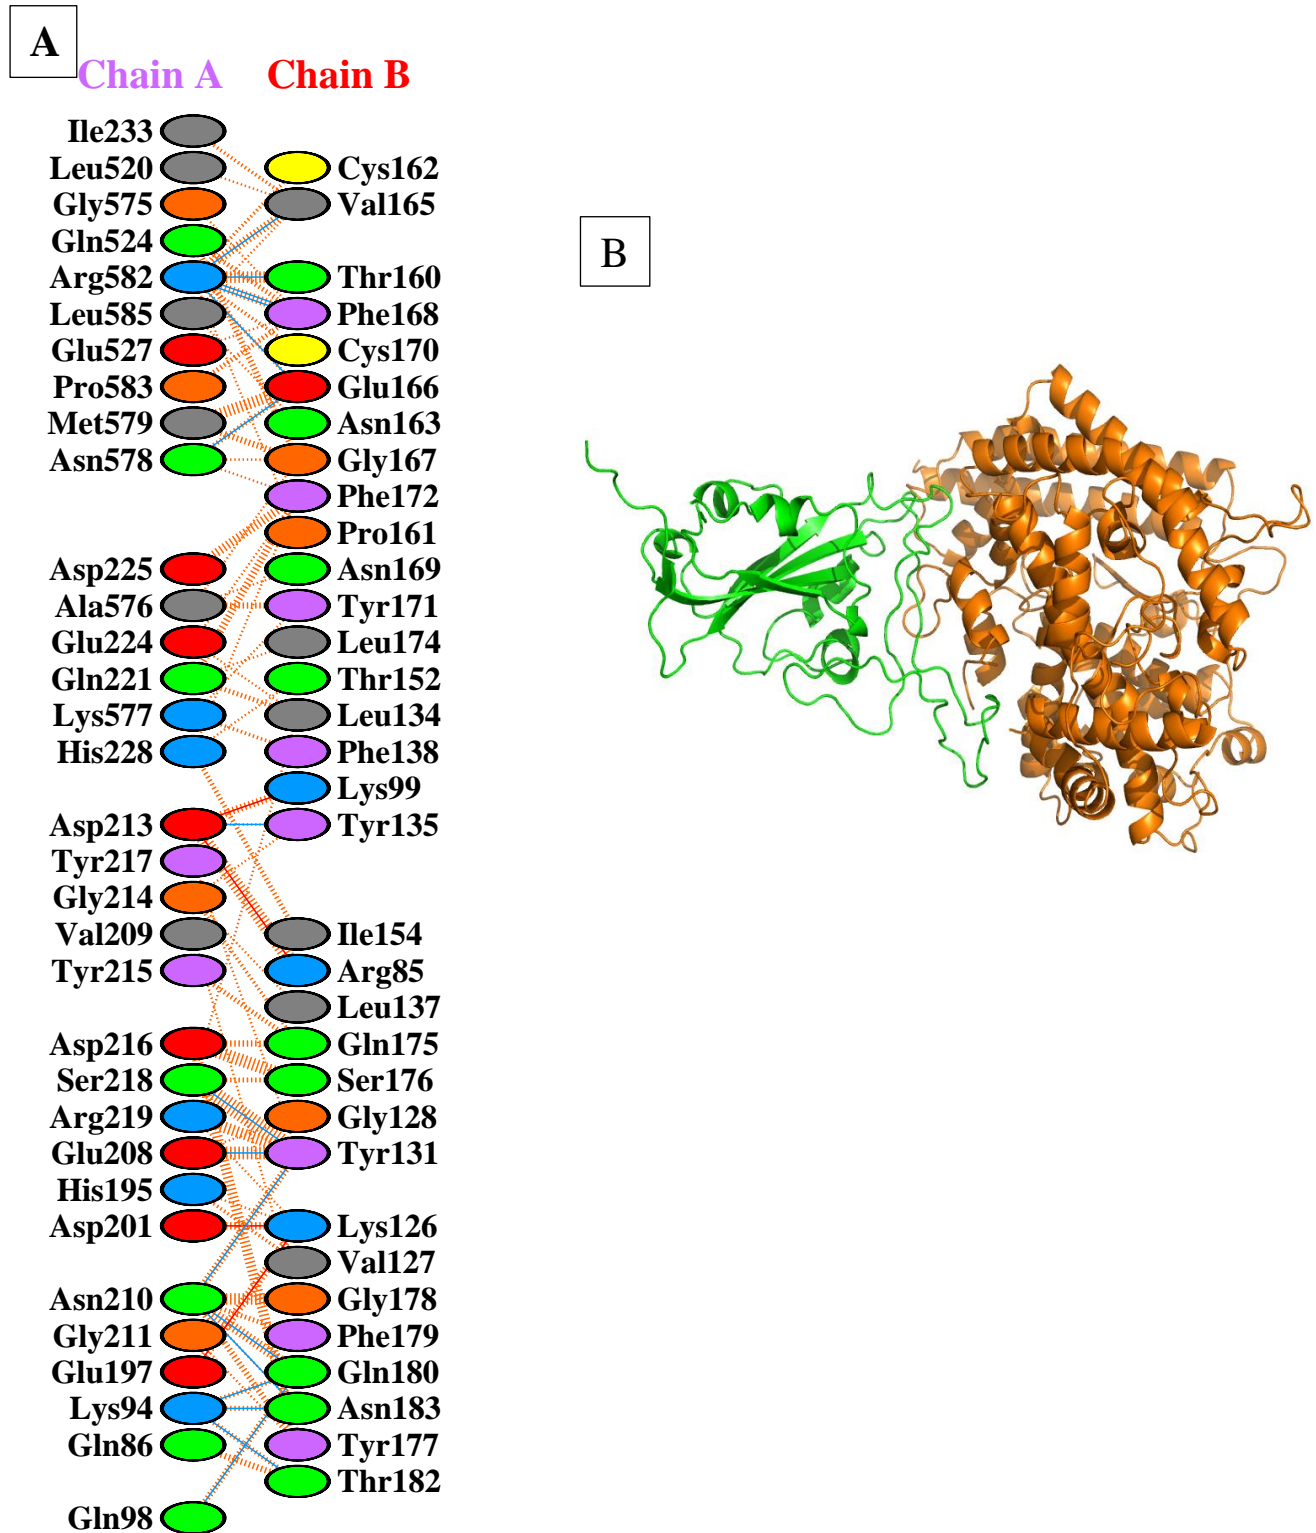 A
Chain A Chain B
Ile233
Leu520 Cys162
Gly575 Val165
Gln524
Arg582 Thr160
Leu585 Phe168
Glu527 Cys170
Pro583 Glu166
Met579 Asn163
Asn578 Gly167
Phe172
Pro161
Asp225 Asn169
Ala576 Tyr171
Glu224 Leu174
Gln221 Thr152
Lys577 Leu134
His228 Phe138
Lys99
Asp213 Tyr135
Tyr217
Gly214
Val209 Ile154
Tyr215 Arg85
Leu137
Asp216 Gln175
Ser218 Ser176
Arg219 Gly128
Glu208 Tyr131
His195
Asp201 Lys126
Val127
Asn210 Gly178
Gly211 Phe179
Glu197 Gln180
Lys94 Asn183
Gln86 Tyr177
Thr182
Gln98
B